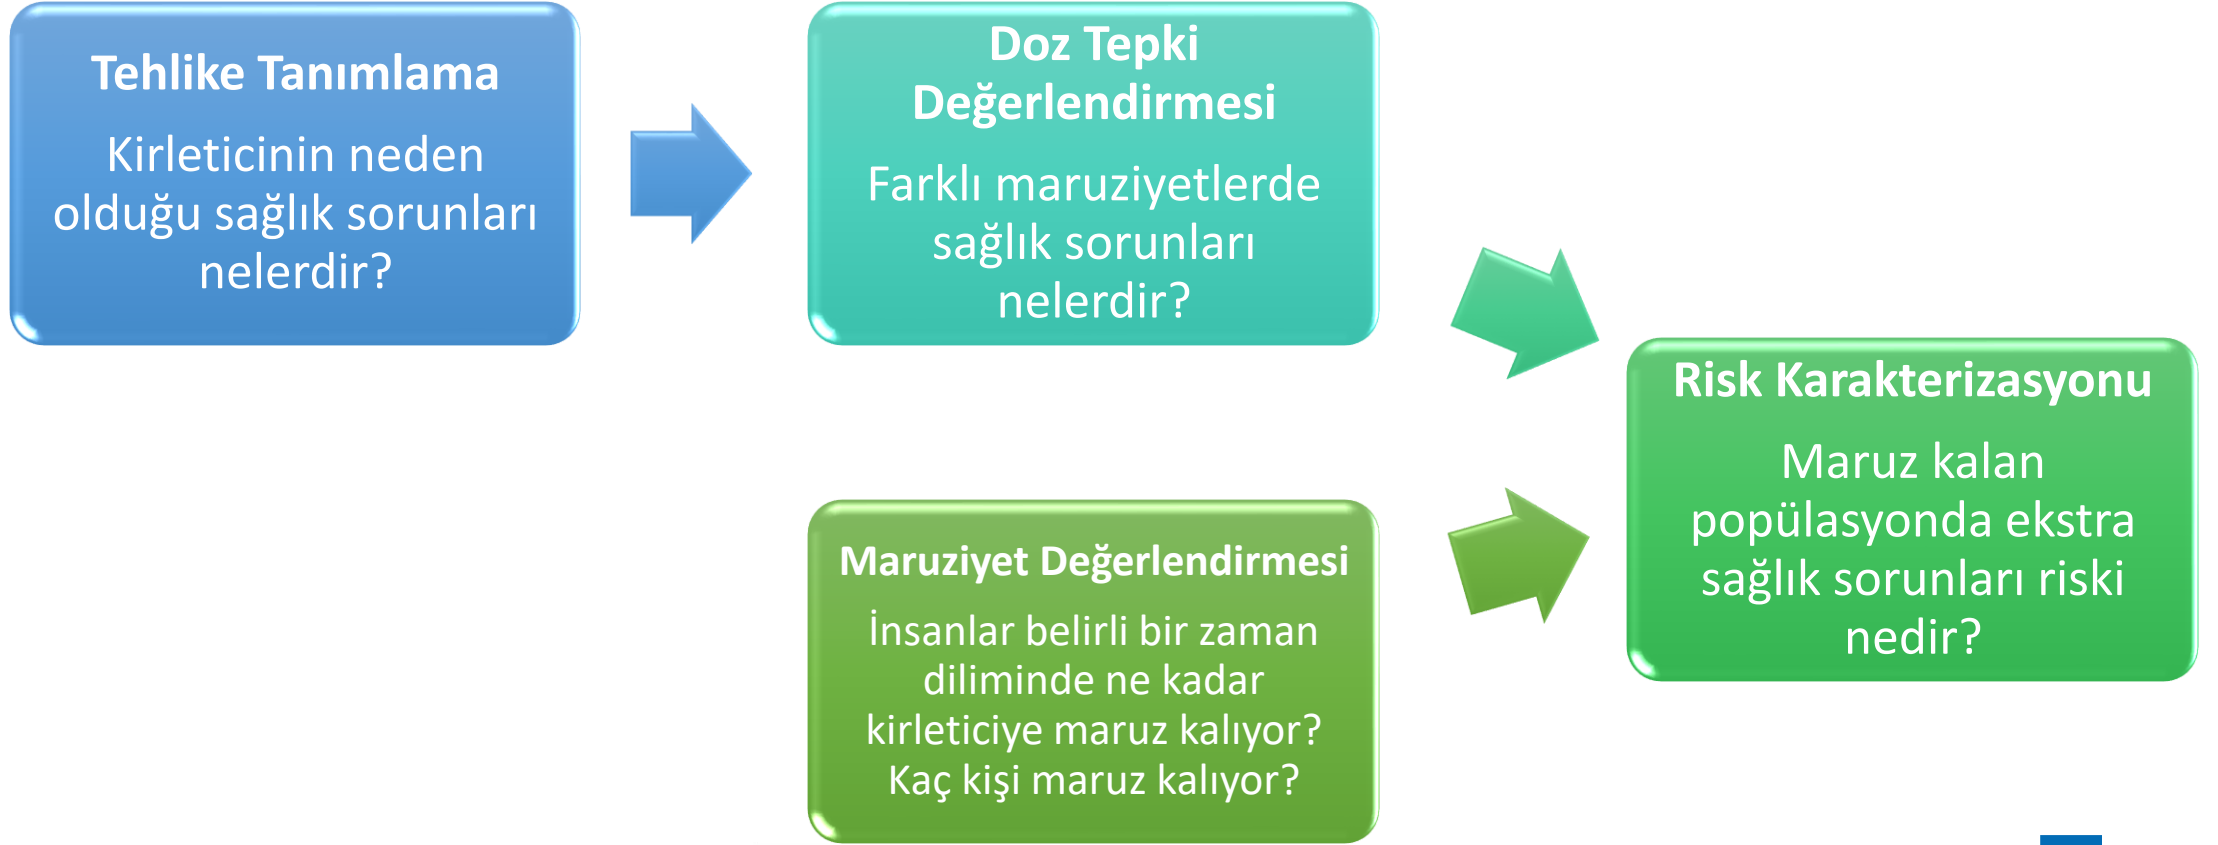 Tehlike Tanımlama
Kirleticinin neden
olduğu sağlık sorunları
nelerdir?
Doz Tepki
Değerlendirmesi
Farklı maruziyetlerde
sağlık sorunları
nelerdir?
Maruziyet Değerlendirmesi
İnsanlar belirli bir zaman
diliminde ne kadar
kirleticiye maruz kalıyor?
Kaç kişi maruz kalıyor?
Risk Karakterizasyonu
Maruz kalan
popülasyonda ekstra
sağlık sorunları riski
nedir?